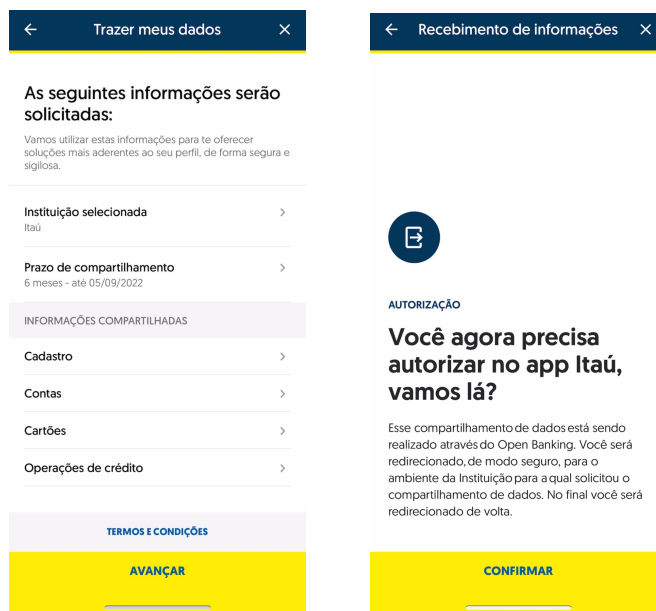 Trazer meus dados
As seguintes informações serão
solicitadas:
Vamos utilizar estas informações para te oferecer
soluções mais aderentes ao seu perfil, de forma segura e
sigilosa.
Instituição selecionada
Itaú
Prazo de compartilhamento
6 meses - até 05/09/2022
INFORMAÇÕES COMPARTILHADAS
Cadastro
Contas
Cartões
Operações de crédito
TERMOS E CONDIÇÕES
AVANÇAR
Recebimento de informações
AUTORIZAÇÃO
Você agora precisa
autorizar no app Itaú,
vamos lá?
Esse compartilhamento de dados está sendo
realizado através do Open Banking. Você será
redirecionado, de modo seguro, para o
ambiente da Instituição para a qual solicitou o
compartilhamento de dados. No final você será
redirecionado de volta.
CONFIRMAR